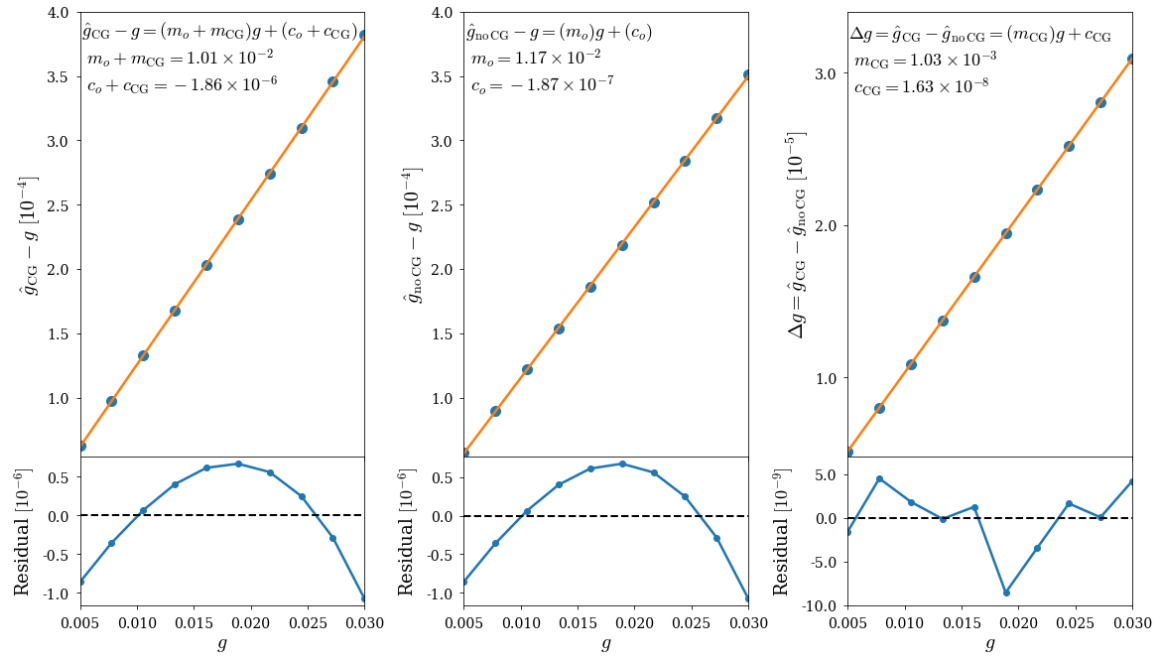 ĝ_CG − g = (m_o + m_CG)g + (c_o + c_CG)
m_o + m_CG = 1.01 × 10^−2
c_o + c_CG = −1.86 × 10^−6
4.0
3.5
3.0
2.5
2.0
1.5
1.0
ĝ_CG − g [10^−4]
0.5
0.0
-0.5
-1.0
Residual [10^−6]
0.005 0.010 0.015 0.020 0.025 0.030
g
ĝ_no CG − g = (m_o)g + (c_o)
m_o = 1.17 × 10^−2
c_o = −1.87 × 10^−7
4.0
3.5
3.0
2.5
2.0
1.5
1.0
ĝ_no CG − g [10^−4]
0.5
0.0
-0.5
-1.0
Residual [10^−6]
0.005 0.010 0.015 0.020 0.025 0.030
g
Δg = ĝ_CG − ĝ_no CG = (m_CG)g + c_CG
m_CG = 1.03 × 10^−3
c_CG = 1.63 × 10^−8
3.0
2.0
1.0
Δg = ĝ_CG − ĝ_no CG [10^−5]
5.0
0.0
-5.0
-10.0
Residual [10^−9]
0.005 0.010 0.015 0.020 0.025 0.030
g